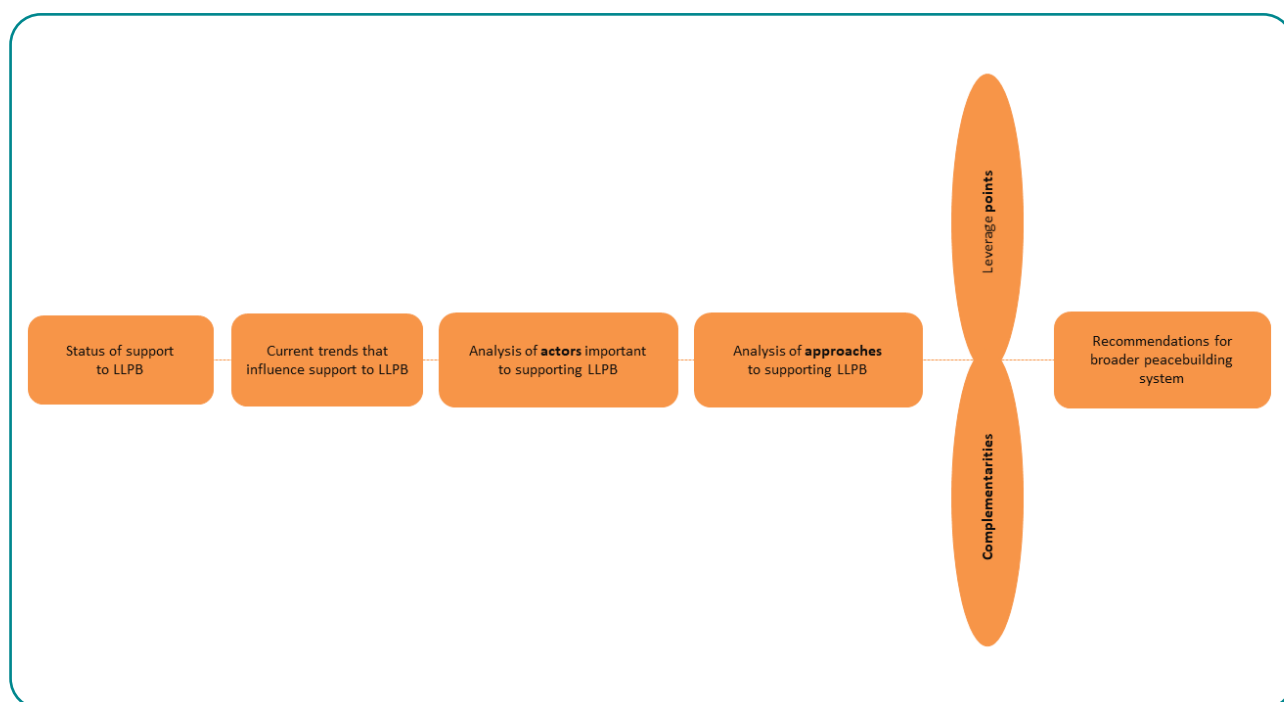 Status of support
to LLPB
Current trends that
influence support to LLPB
Analysis of actors important
to supporting LLPB
Analysis of approaches
to supporting LLPB
Leverage points
Complementarities
Recommendations for
broader peacebuilding
system